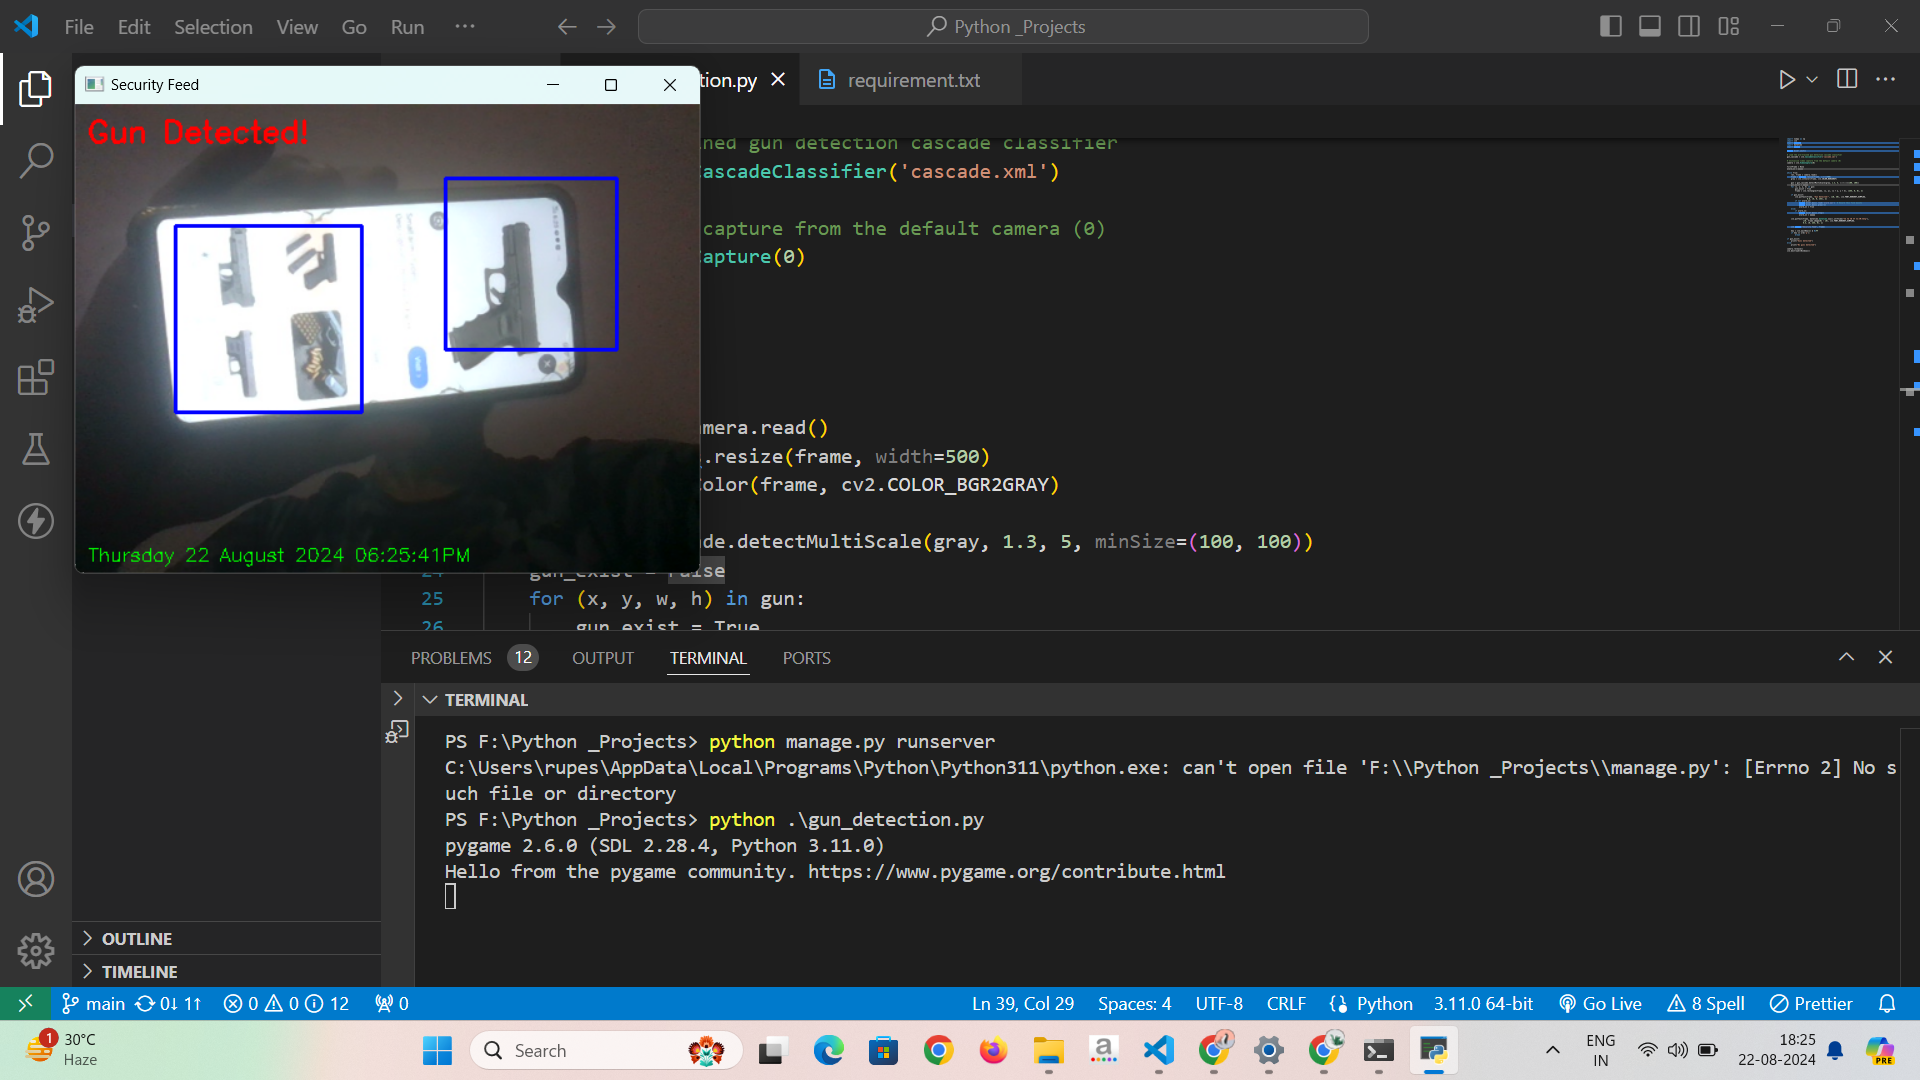 File Edit Selection View Go Run ···
Python _Projects
Security Feed
tion.py
requirement.txt
Gun Detected!
Thursday 22 August 2024 06:25:41PM
ned gun detection cascade classifier
CascadeClassifier('cascade.xml')
capture from the default camera (0)
Capture(0)
mera.read()
.resize(frame, width=500)
Color(frame, cv2.COLOR_BGR2GRAY)
de.detectMultiScale(gray, 1.3, 5, minSize=(100, 100))
24 gun_exist = False
25 for (x, y, w, h) in gun:
26 gun_exist = True
PROBLEMS 12 OUTPUT TERMINAL PORTS
TERMINAL
PS F:\Python _Projects> python manage.py runserver
C:\Users\rupes\AppData\Local\Programs\Python\Python311\python.exe: can't open file 'F:\\Python _Projects\\manage.py': [Errno 2] No s
uch file or directory
PS F:\Python _Projects> python .\gun_detection.py
pygame 2.6.0 (SDL 2.28.4, Python 3.11.0)
Hello from the pygame community. https://www.pygame.org/contribute.html
OUTLINE
TIMELINE
main 0↓ 1↑ 0 0 12 0
Ln 39, Col 29 Spaces: 4 UTF-8 CRLF Python 3.11.0 64-bit Go Live 8 Spell Prettier
1 30°C
Haze
Search
a
ENG
IN
18:25
22-08-2024
PRE